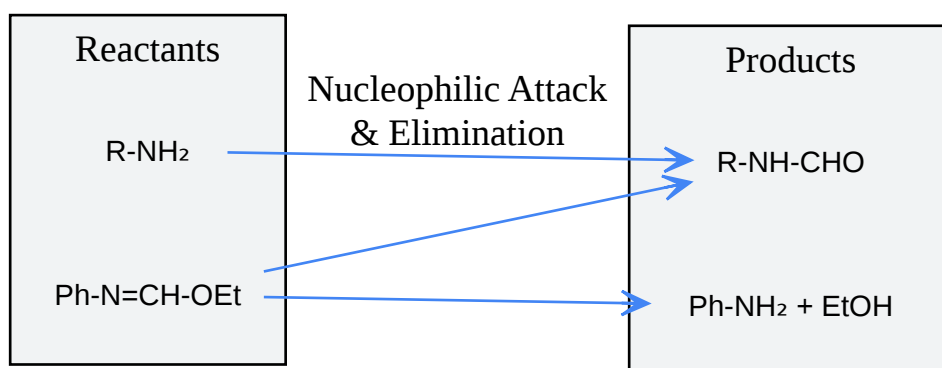 Reactants
R-NH₂
Ph-N=CH-OEt
Nucleophilic Attack
& Elimination
Products
R-NH-CHO
Ph-NH₂ + EtOH